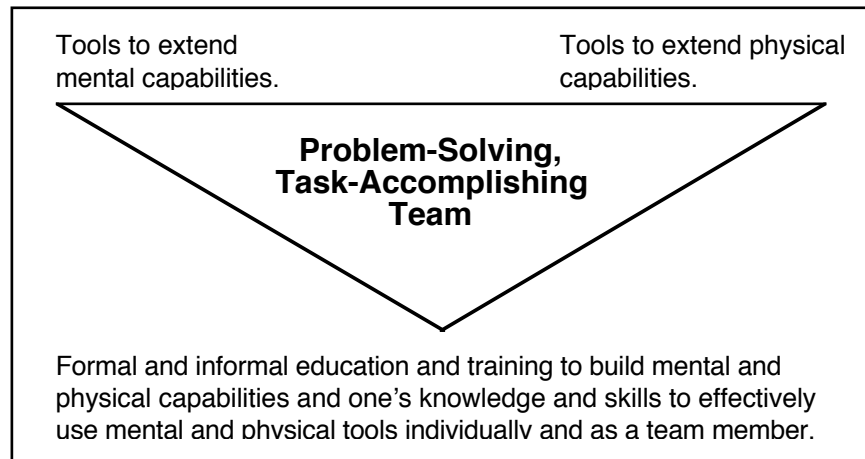 Tools to extend
mental capabilities.
Tools to extend physical
capabilities.
Problem-Solving,
Task-Accomplishing
Team
Formal and informal education and training to build mental and
physical capabilities and one’s knowledge and skills to effectively
use mental and physical tools individually and as a team member.